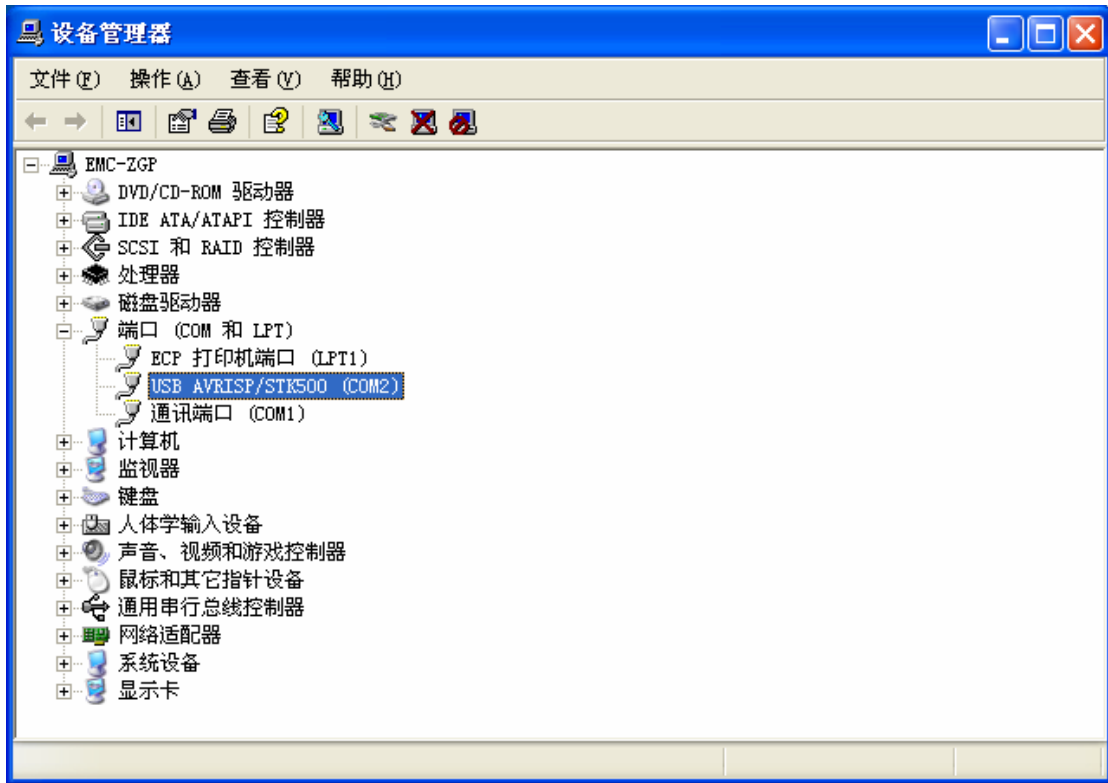 设备管理器
文件(F) 操作(A) 查看(V) 帮助(H)
EMC-ZGP
DVD/CD-ROM 驱动器
IDE ATA/ATAPI 控制器
SCSI 和 RAID 控制器
处理器
磁盘驱动器
端口 (COM 和 LPT)
ECP 打印机端口 (LPT1)
USB AVRISP/STK500 (COM2)
通讯端口 (COM1)
计算机
监视器
键盘
人体学输入设备
声音、视频和游戏控制器
鼠标和其它指针设备
通用串行总线控制器
网络适配器
系统设备
显示卡